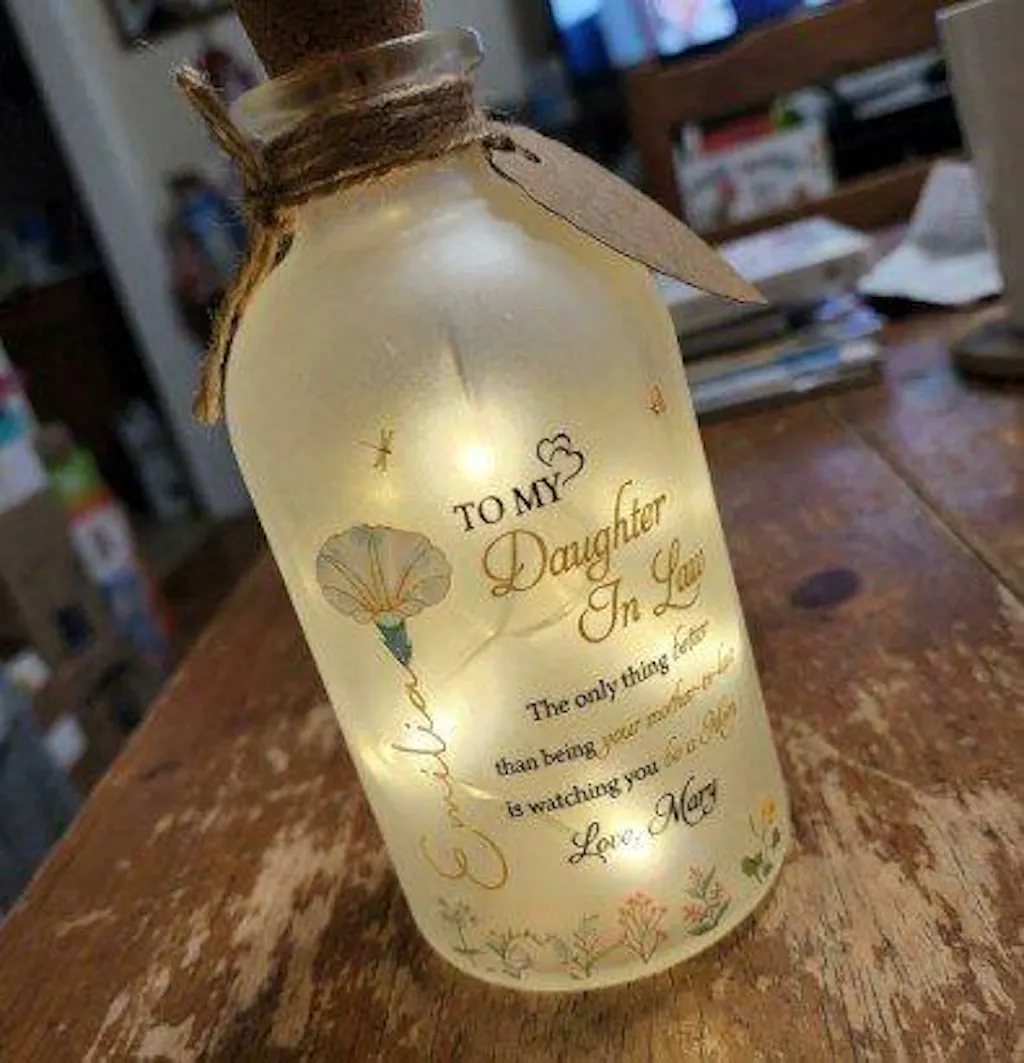 TO MY
Daughter
In Law
The only thing better
than being your mother-in-law
is watching you be a Mom
Love, Mary
Emilia